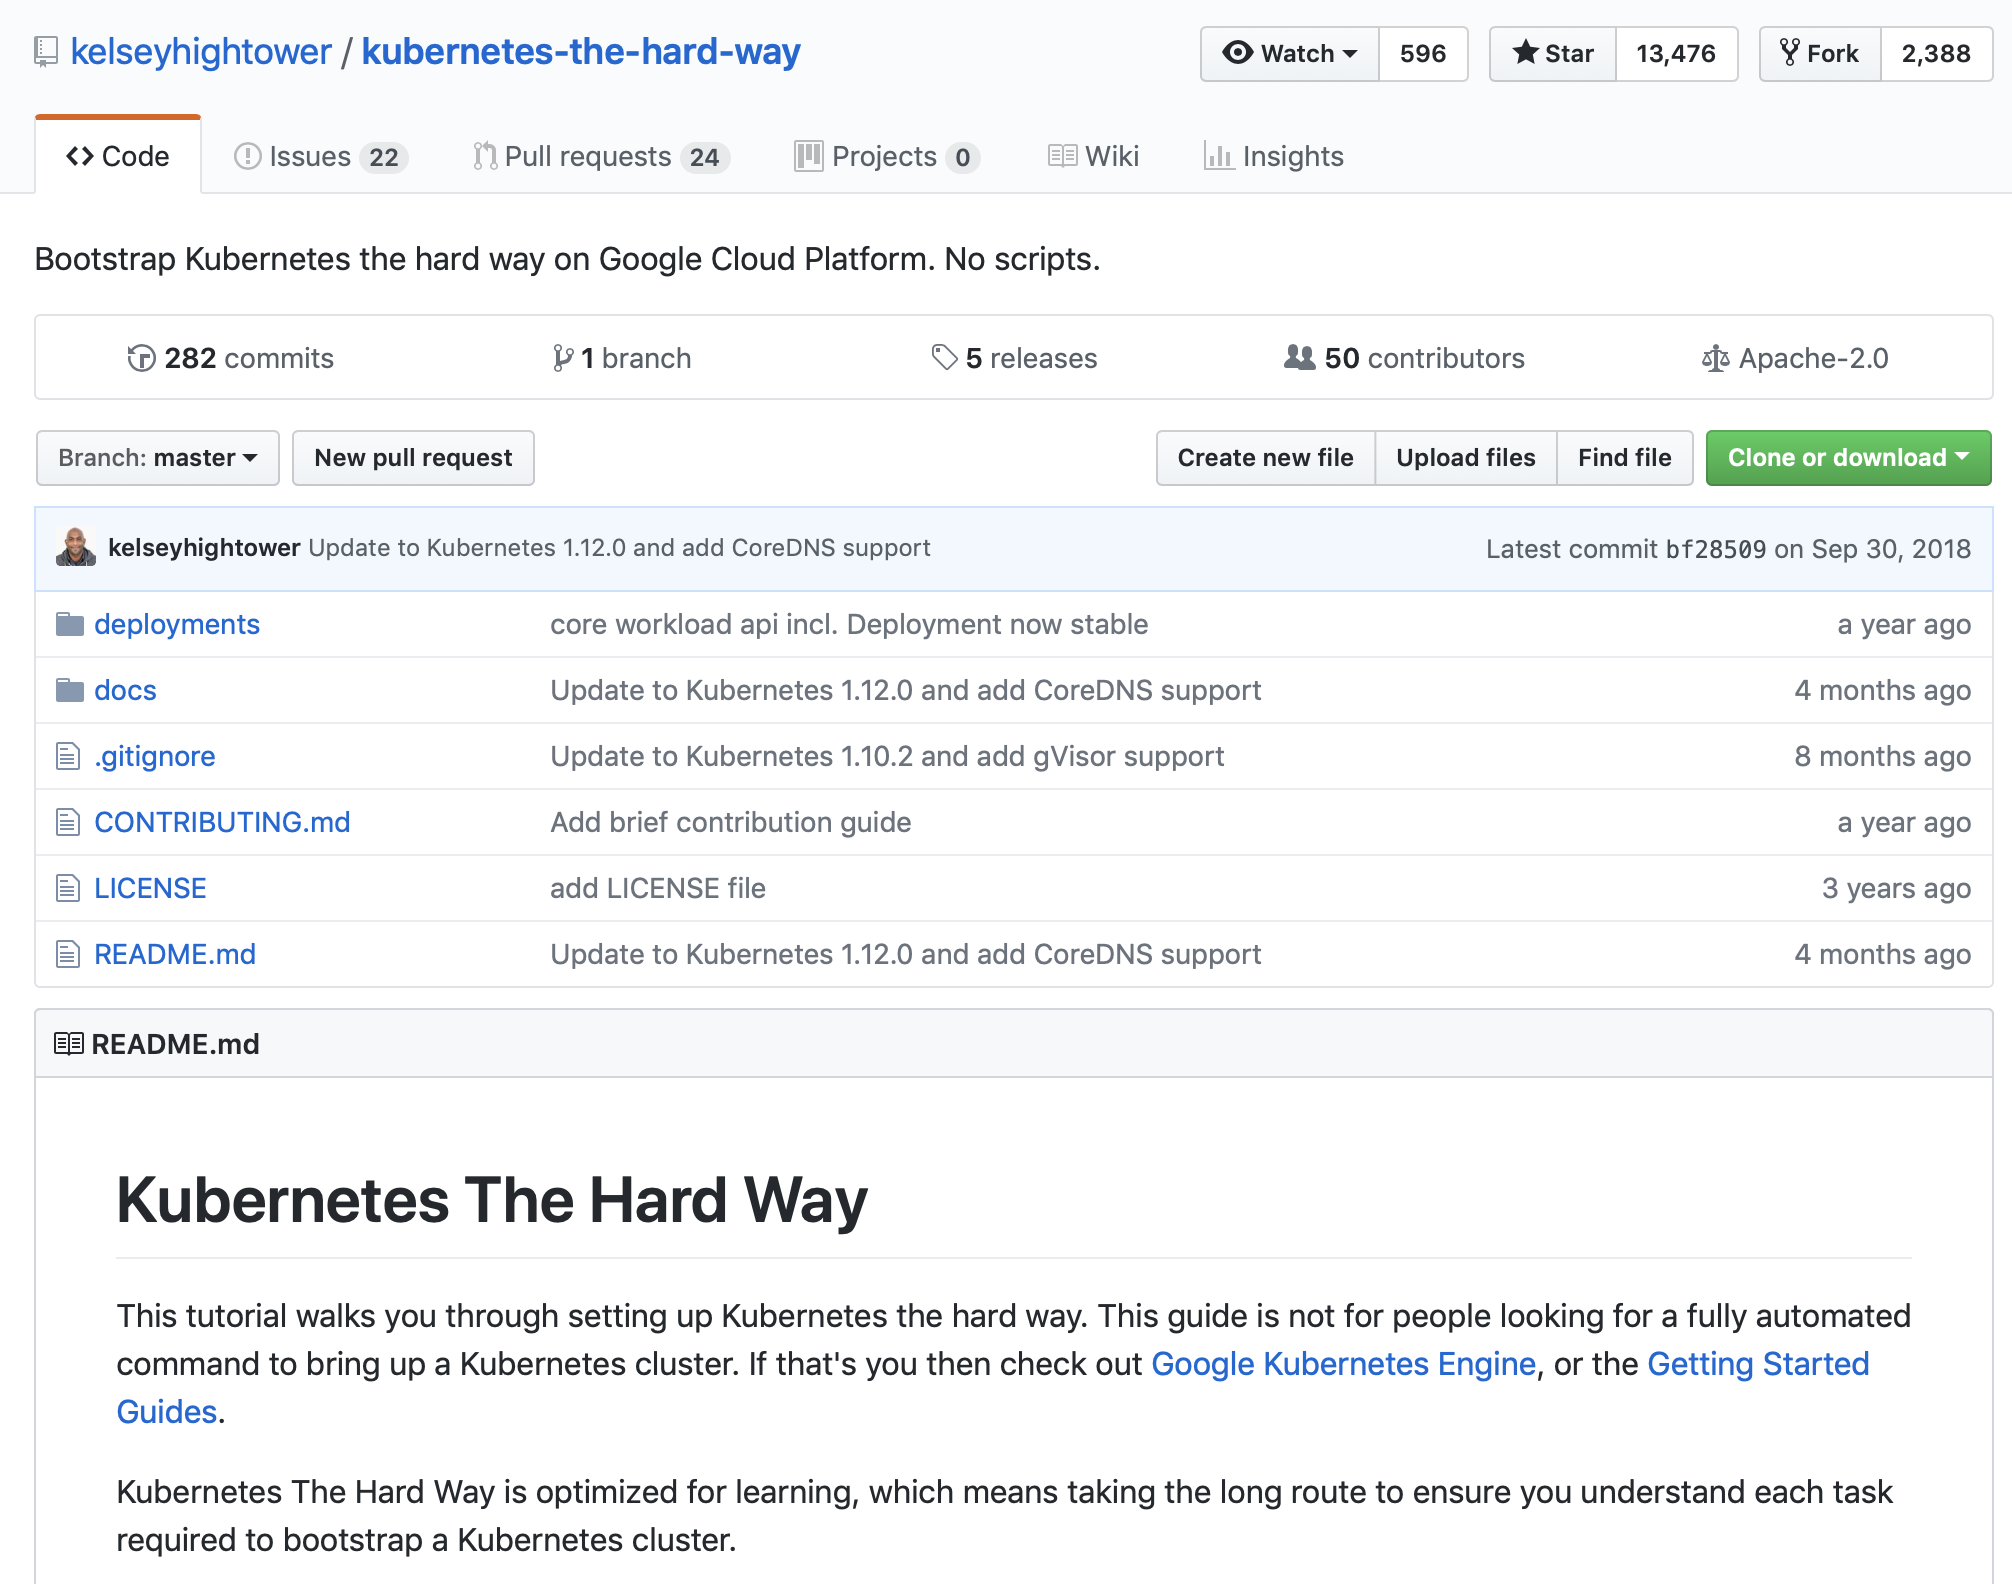 kelseyhightower / kubernetes-the-hard-way
Watch 596 Star 13,476 Fork 2,388
Code Issues 22 Pull requests 24 Projects 0 Wiki Insights
Bootstrap Kubernetes the hard way on Google Cloud Platform. No scripts.
282 commits 1 branch 5 releases 50 contributors Apache-2.0
Branch: master New pull request Create new file Upload files Find file Clone or download
kelseyhightower Update to Kubernetes 1.12.0 and add CoreDNS support Latest commit bf28509 on Sep 30, 2018
deployments core workload api incl. Deployment now stable a year ago
docs Update to Kubernetes 1.12.0 and add CoreDNS support 4 months ago
.gitignore Update to Kubernetes 1.10.2 and add gVisor support 8 months ago
CONTRIBUTING.md Add brief contribution guide a year ago
LICENSE add LICENSE file 3 years ago
README.md Update to Kubernetes 1.12.0 and add CoreDNS support 4 months ago
README.md
Kubernetes The Hard Way
This tutorial walks you through setting up Kubernetes the hard way. This guide is not for people looking for a fully automated
command to bring up a Kubernetes cluster. If that's you then check out Google Kubernetes Engine, or the Getting Started
Guides.
Kubernetes The Hard Way is optimized for learning, which means taking the long route to ensure you understand each task
required to bootstrap a Kubernetes cluster.